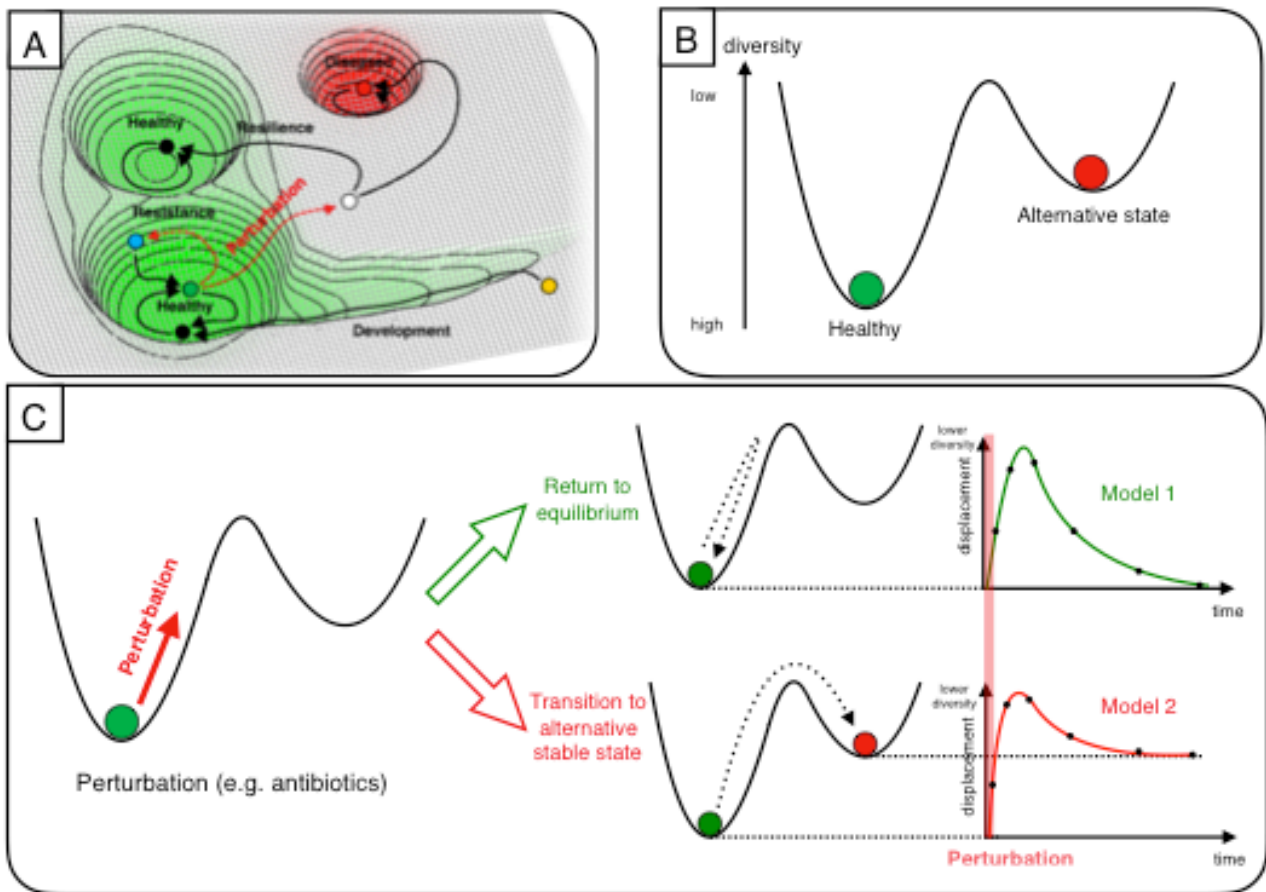 A
Diseased
Healthy
Resilience
Perturbation
Resistance
Healthy
Development
B
diversity
low
high
Alternative state
Healthy
C
Perturbation
Perturbation (e.g. antibiotics)
Return to
equilibrium
lower
diversity
displacement
Model 1
time
Transition to
alternative
stable state
lower
diversity
displacement
Model 2
Perturbation
time